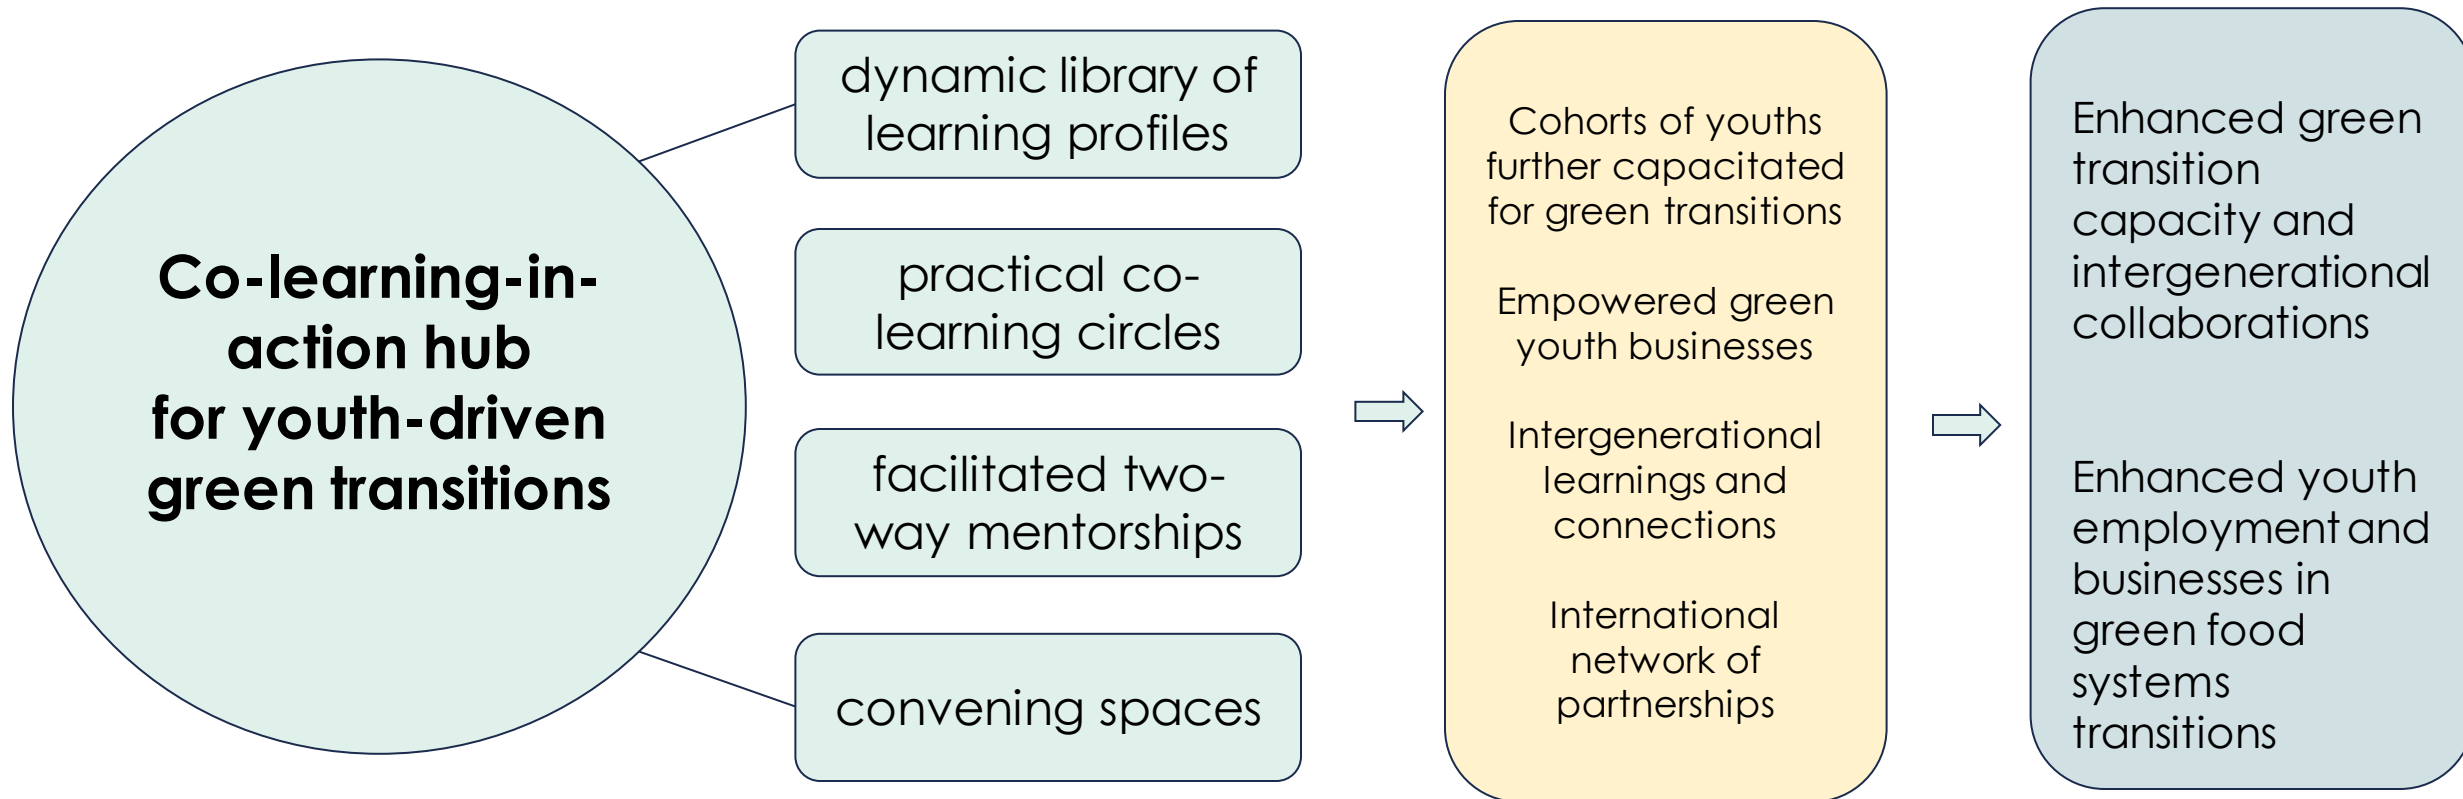 Co-learning-in-
action hub
for youth-driven
green transitions
dynamic library of
learning profiles
practical co-
learning circles
facilitated two-
way mentorships
convening spaces
Cohorts of youths
further capacitated
for green transitions
Empowered green
youth businesses
Intergenerational
learnings and
connections
International
network of
partnerships
Enhanced green
transition
capacity and
intergenerational
collaborations
Enhanced youth
employment and
businesses in
green food
systems
transitions